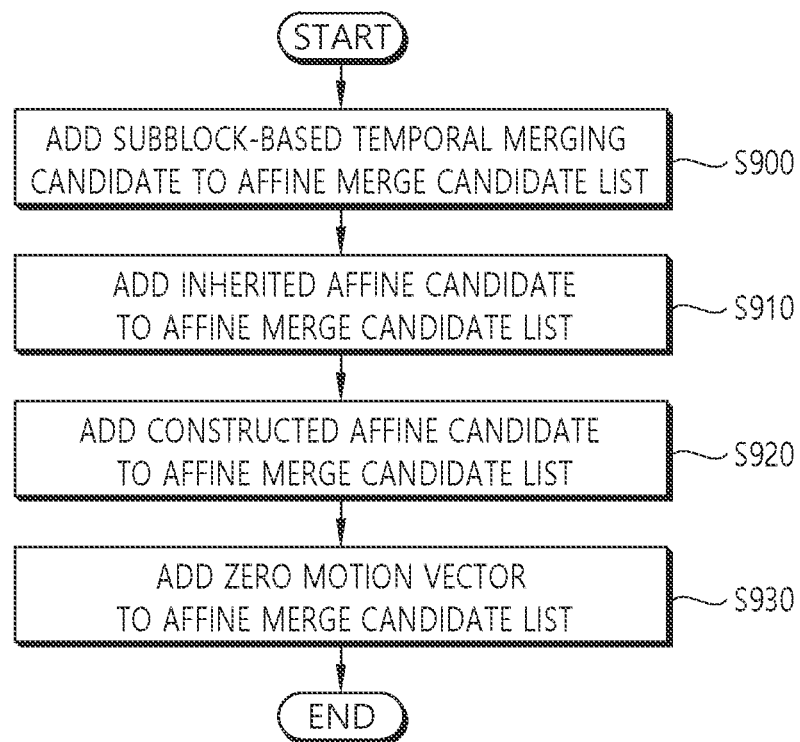 START
ADD SUBBLOCK-BASED TEMPORAL MERGING
CANDIDATE TO AFFINE MERGE CANDIDATE LIST
S900
ADD INHERITED AFFINE CANDIDATE
TO AFFINE MERGE CANDIDATE LIST
S910
ADD CONSTRUCTED AFFINE CANDIDATE
TO AFFINE MERGE CANDIDATE LIST
S920
ADD ZERO MOTION VECTOR
TO AFFINE MERGE CANDIDATE LIST
S930
END